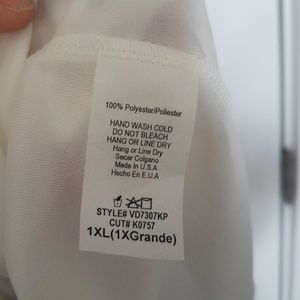 100% Polyester/Poliester
HAND WASH COLD
DO NOT BLEACH
HANG OR LINE DRY
Hang or Line Dry
Secar Colgano
Made In U.S.A
Hecho En E.U.A
STYLE# VD7307KP
CUT# K0757
1XL(1XGrande)